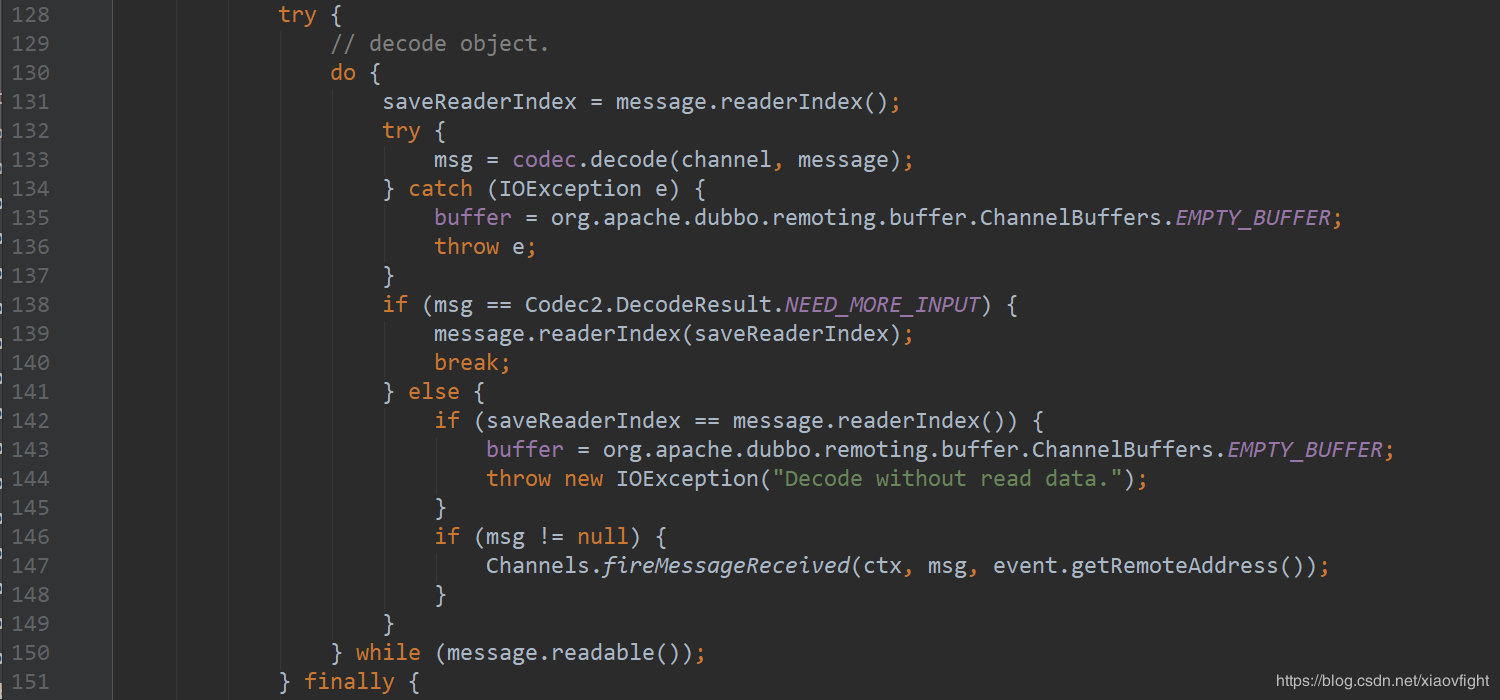 128 try {
129 // decode object.
130 do {
131 saveReaderIndex = message.readerIndex();
132 try {
133 msg = codec.decode(channel, message);
134 } catch (IOException e) {
135 buffer = org.apache.dubbo.remoting.buffer.ChannelBuffers.EMPTY_BUFFER;
136 throw e;
137 }
138 if (msg == Codec2.DecodeResult.NEED_MORE_INPUT) {
139 message.readerIndex(saveReaderIndex);
140 break;
141 } else {
142 if (saveReaderIndex == message.readerIndex()) {
143 buffer = org.apache.dubbo.remoting.buffer.ChannelBuffers.EMPTY_BUFFER;
144 throw new IOException("Decode without read data.");
145 }
146 if (msg != null) {
147 Channels.fireMessageReceived(ctx, msg, event.getRemoteAddress());
148 }
149 }
150 } while (message.readable());
151 } finally {
https://blog.csdn.net/xiaovfight